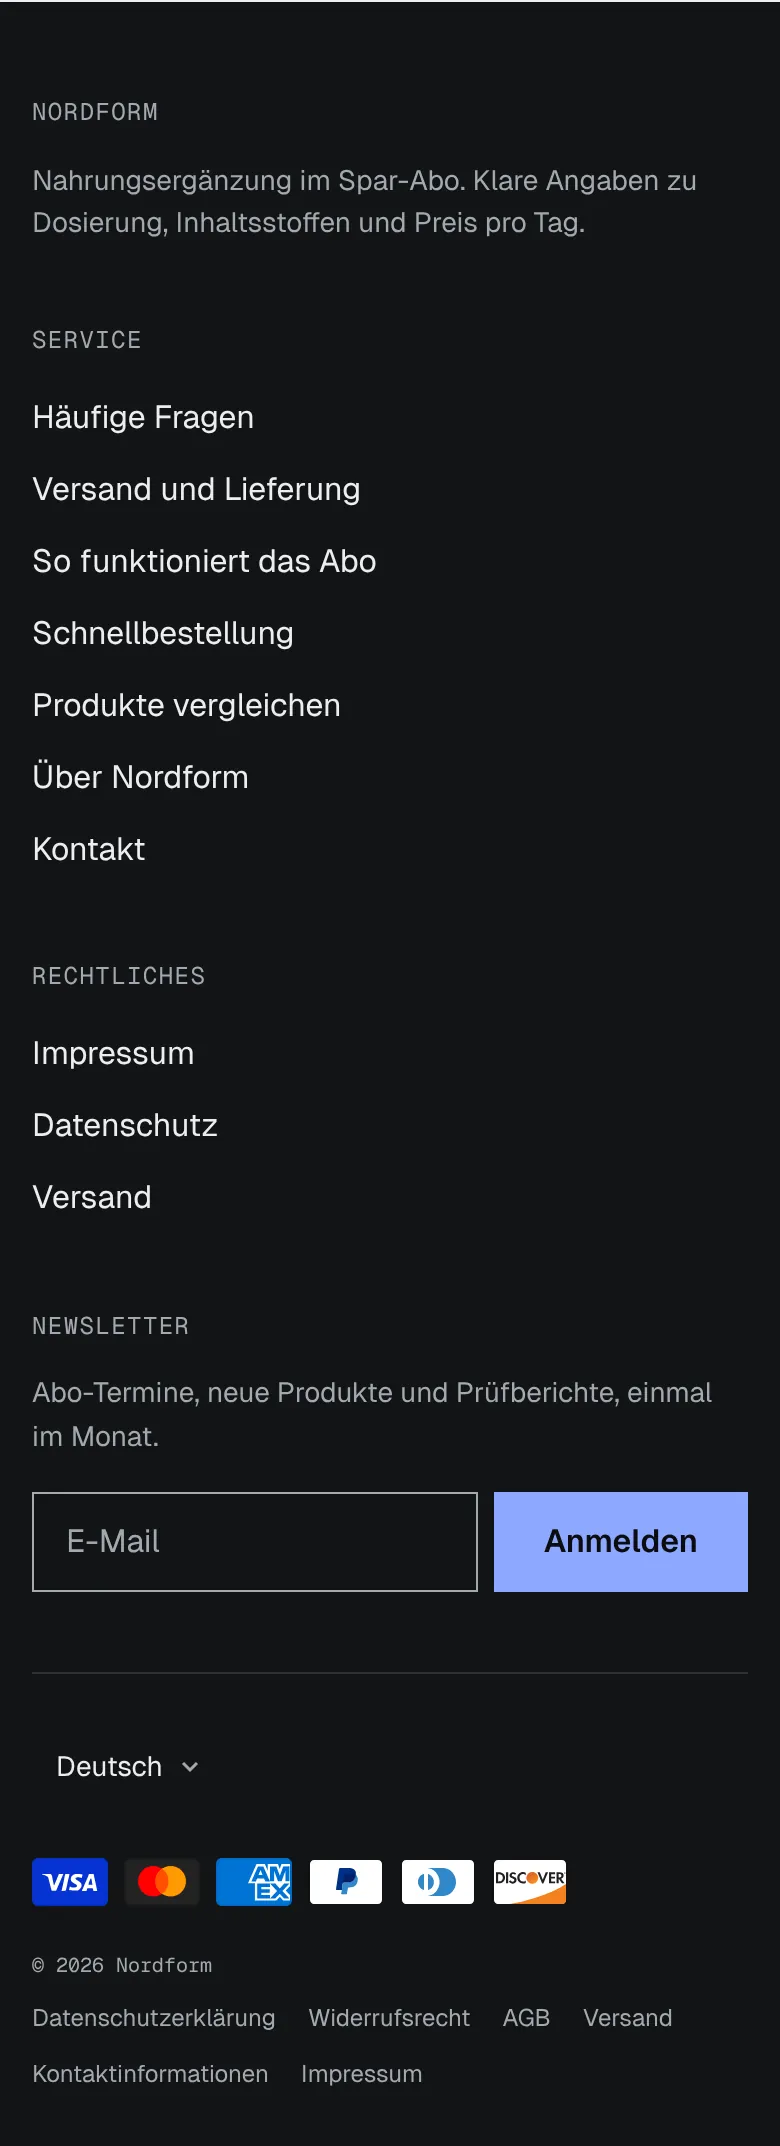 NORDFORM
Nahrungsergänzung im Spar-Abo. Klare Angaben zu
Dosierung, Inhaltsstoffen und Preis pro Tag.
SERVICE
Häufige Fragen
Versand und Lieferung
So funktioniert das Abo
Schnellbestellung
Produkte vergleichen
Über Nordform
Kontakt
RECHTLICHES
Impressum
Datenschutz
Versand
NEWSLETTER
Abo-Termine, neue Produkte und Prüfberichte, einmal
im Monat.
E-Mail Anmelden
Deutsch
VISA AMEX DISCOVER
© 2026 Nordform
Datenschutzerklärung Widerrufsrecht AGB Versand
Kontaktinformationen Impressum